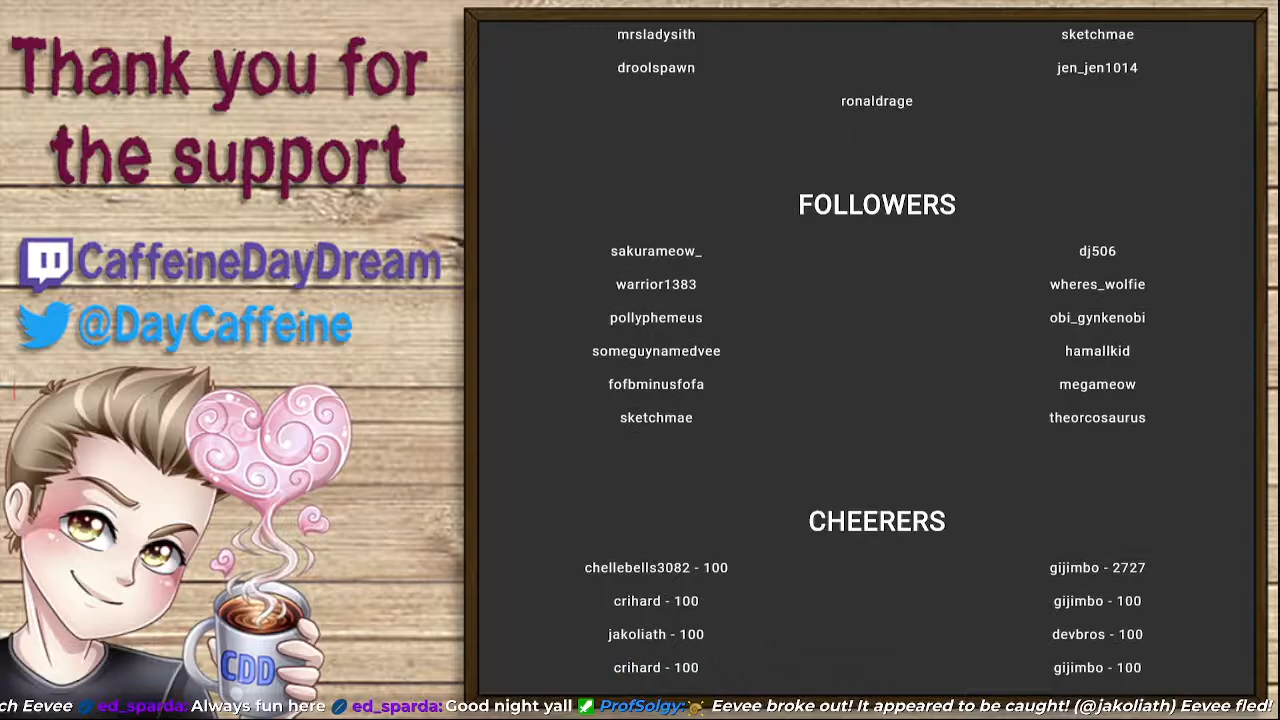 Thank you for
the support
CaffeineDayDream
@DayCaffeine
CDD
mrsladysith sketchmae
droolspawn jen_jen1014
ronaldrage
FOLLOWERS
sakurameow_ dj506
warrior1383 wheres_wolfie
pollyphemeus obi_gynkenobi
someguynamedvee hamallkid
fofbminusfofa megameow
sketchmae theorcosaurus
CHEERERS
chellebells3082 - 100 gijimbo - 2727
crihard - 100 gijimbo - 100
jakoliath - 100 devbros - 100
crihard - 100 gijimbo - 100
ch Eevee ed_sparda: Always fun here ed_sparda: Good night yall ProfSolgy: Eevee broke out! It appeared to be caught! (@jakoliath) Eevee fled!